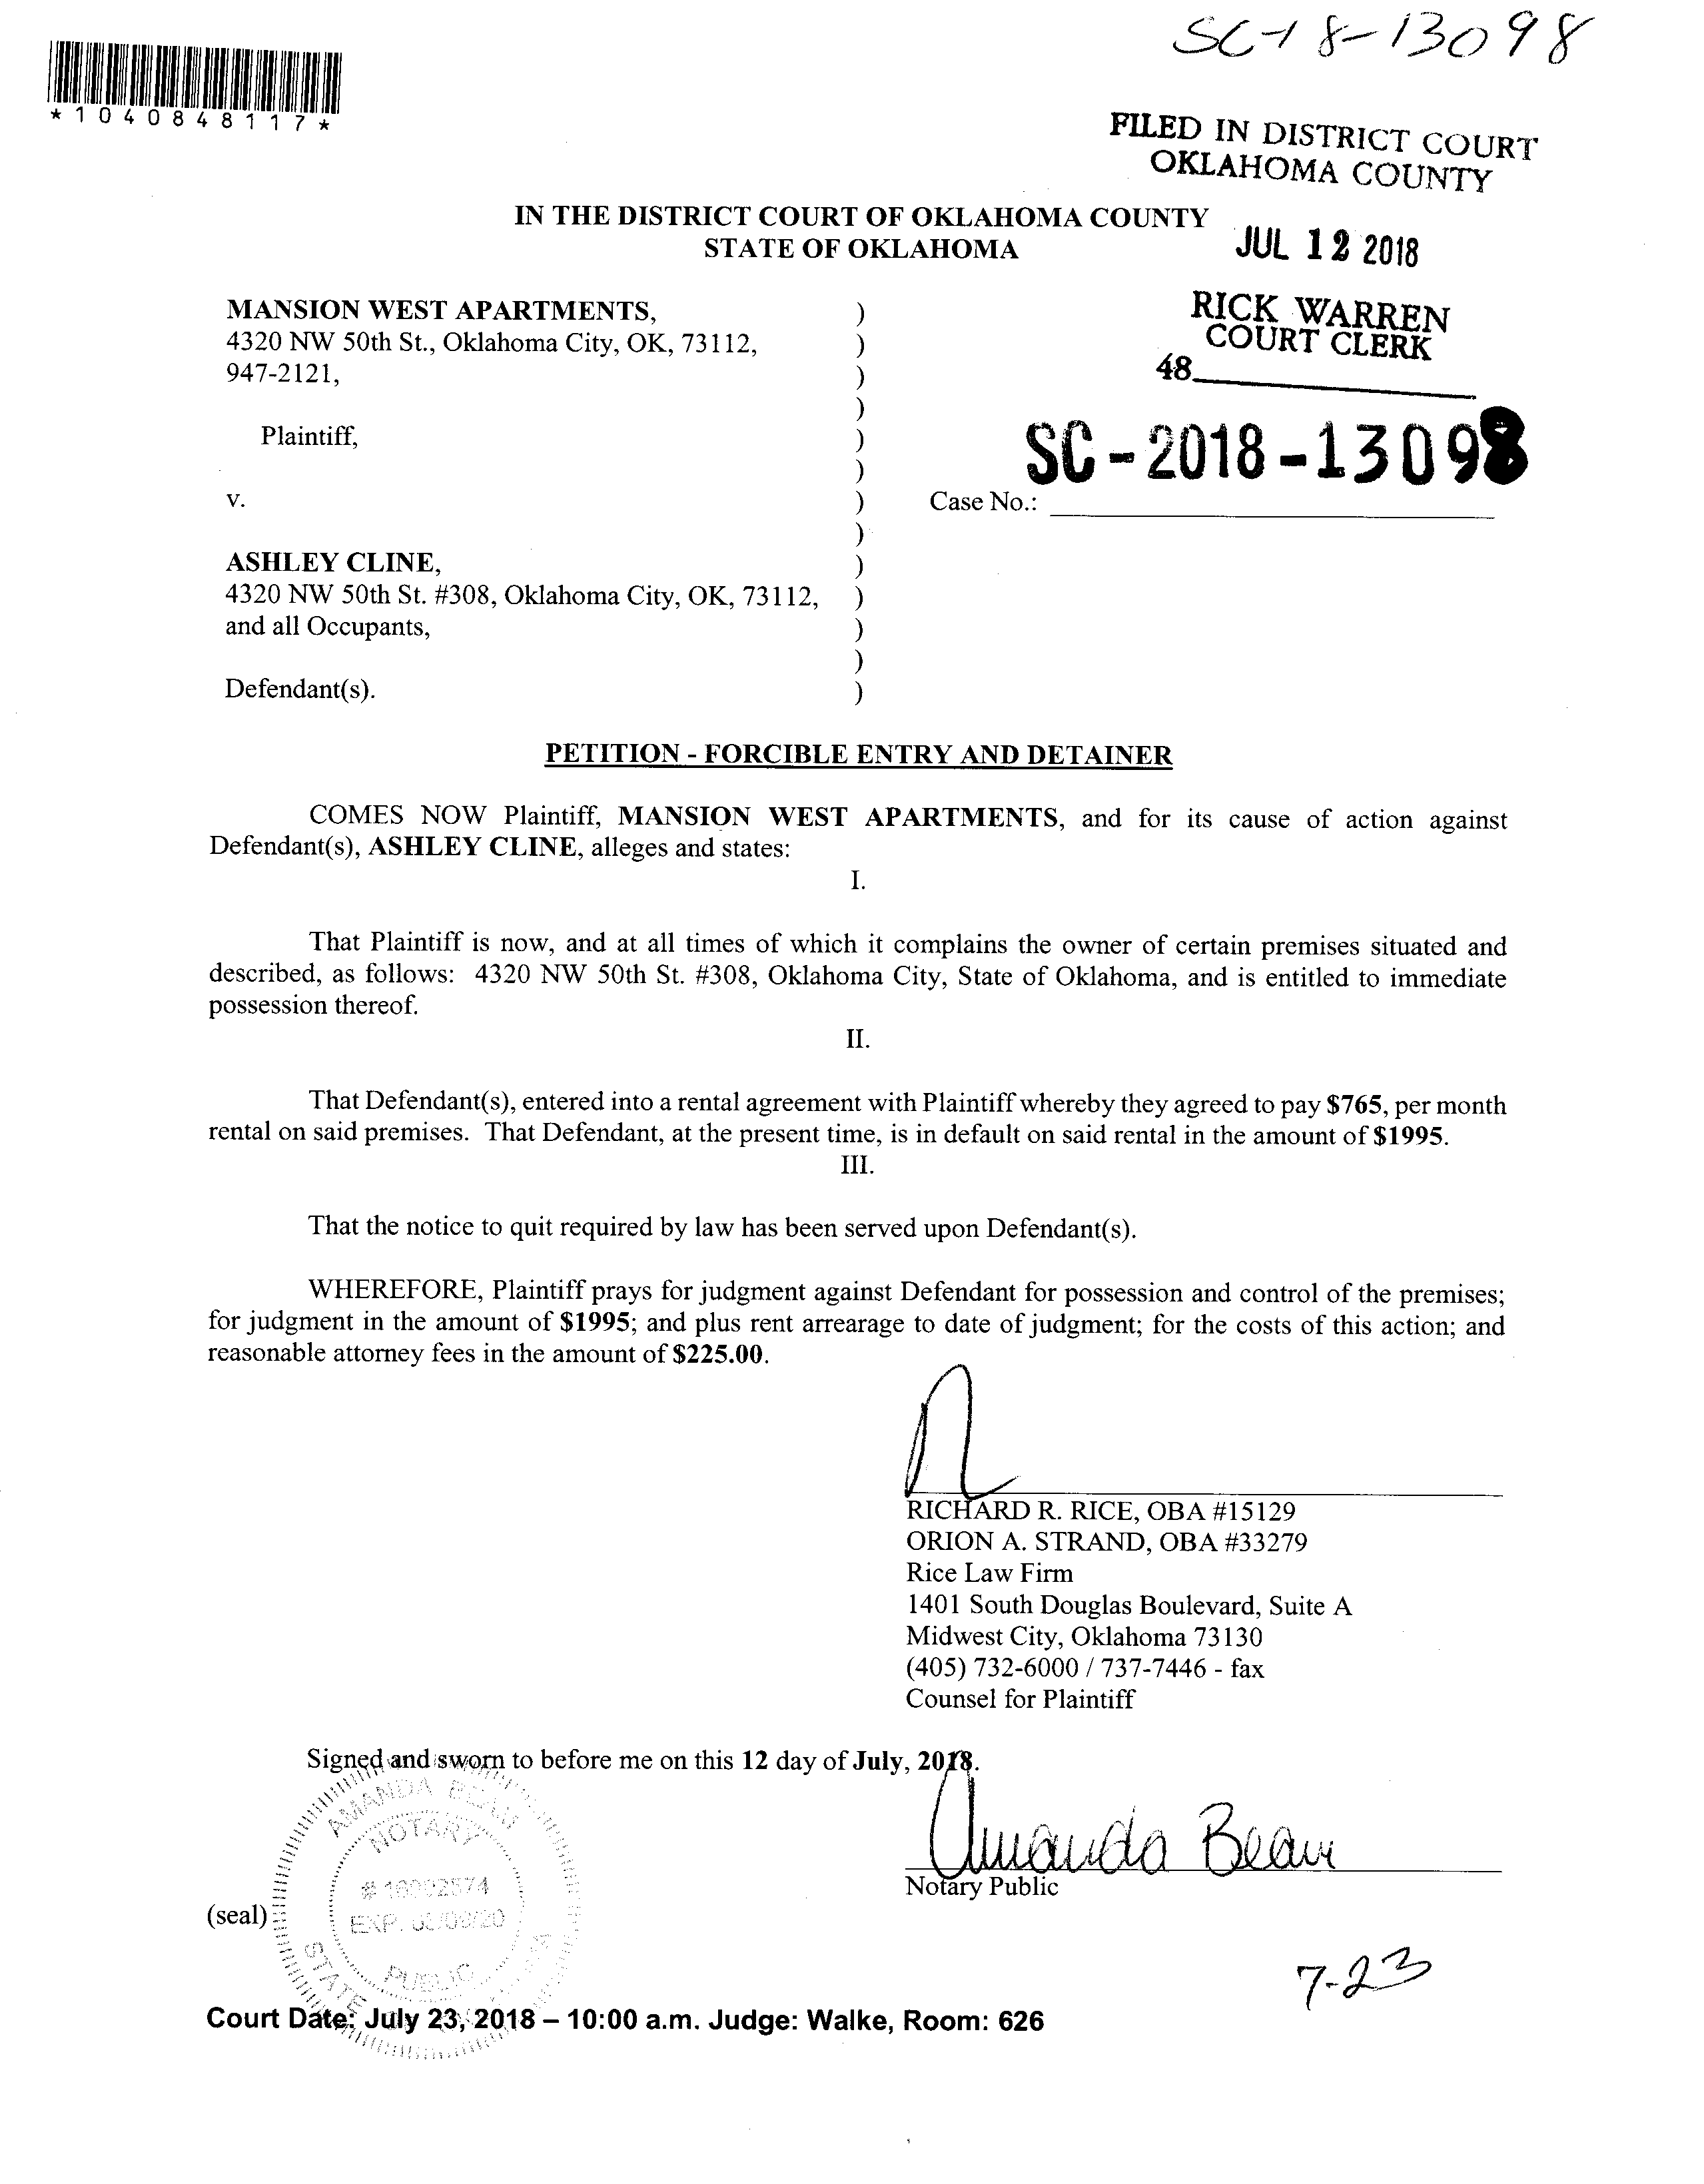 SC-18-13098
*1040848117*
FILED IN DISTRICT COURT
OKLAHOMA COUNTY
IN THE DISTRICT COURT OF OKLAHOMA COUNTY
STATE OF OKLAHOMA
JUL 12 2018
MANSION WEST APARTMENTS, )
4320 NW 50th St., Oklahoma City, OK, 73112, )
947-2121, )
)
Plaintiff, )
)
v. )
)
ASHLEY CLINE, )
4320 NW 50th St. #308, Oklahoma City, OK, 73112, )
and all Occupants, )
)
Defendant(s). )
RICK WARREN
COURT CLERK
48
SC-2018-13098
Case No.:
PETITION - FORCIBLE ENTRY AND DETAINER
COMES NOW Plaintiff, MANSION WEST APARTMENTS, and for its cause of action against
Defendant(s), ASHLEY CLINE, alleges and states:
I.
That Plaintiff is now, and at all times of which it complains the owner of certain premises situated and
described, as follows: 4320 NW 50th St. #308, Oklahoma City, State of Oklahoma, and is entitled to immediate
possession thereof.
II.
That Defendant(s), entered into a rental agreement with Plaintiff whereby they agreed to pay $765, per month
rental on said premises. That Defendant, at the present time, is in default on said rental in the amount of $1995.
III.
That the notice to quit required by law has been served upon Defendant(s).
WHEREFORE, Plaintiff prays for judgment against Defendant for possession and control of the premises;
for judgment in the amount of $1995; and plus rent arrearage to date of judgment; for the costs of this action; and
reasonable attorney fees in the amount of $225.00.
RICHARD R. RICE, OBA #15129
ORION A. STRAND, OBA #33279
Rice Law Firm
1401 South Douglas Boulevard, Suite A
Midwest City, Oklahoma 73130
(405) 732-6000 / 737-7446 - fax
Counsel for Plaintiff
Signed and sworn to before me on this 12 day of July, 2018.
AMANDA BEAM
NOTARY
EXP.
PUBLIC
STATE
Amanda Beam
Notary Public
(seal)
7-23
Court Date: July 23, 2018 – 10:00 a.m. Judge: Walke, Room: 626